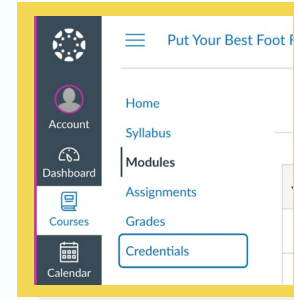 Put Your Best Foot
Account
Dashboard
Courses
Calendar
Home
Syllabus
Modules
Assignments
Grades
Credentials